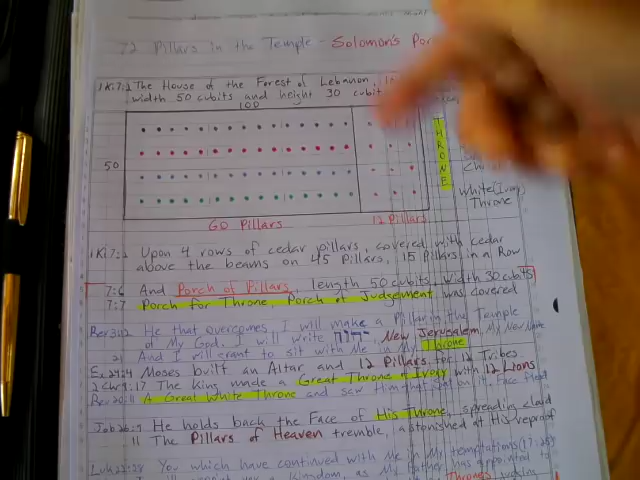 72 Pillars in the Temple - Solomon's Por
1Ki 7:2 The House of the Forest of Lebanon,
width 50 cubits and height 30 cubit
100
50
THRONE
White (Ivory)
Throne
60 Pillars 12 Pillars
1Ki 7:2 Upon 4 rows of cedar pillars, covered with cedar
above the beams on 45 Pillars, 15 Pillars in a Row
7:6 And Porch of Pillars, length 50 cubits, width 30 cubits
7:7 Porch for Throne, Porch of Judgement was covered
Rev 3:12 He that overcomes I will make a Pillar in the Temple
of My God. I will write יהוה, New Jerusalem, My New Name
21 And I will grant to sit with Me in My Throne
Ex 24:4 Moses built an Altar and 12 Pillars for 12 Tribes
2Chr 9:17 The King made a Great Throne of Ivory with 12 Lions
Rev 20:11 A Great White Throne and saw Him that sat on it, Face fled
Job 26:9 He holds back the Face of His Throne, spreading cloud
11 The Pillars of Heaven tremble, astonished at His reproof
Luk 22:28 You which have continued with Me in My temptations (17:25)
Kingdom, as My Father has appointed to